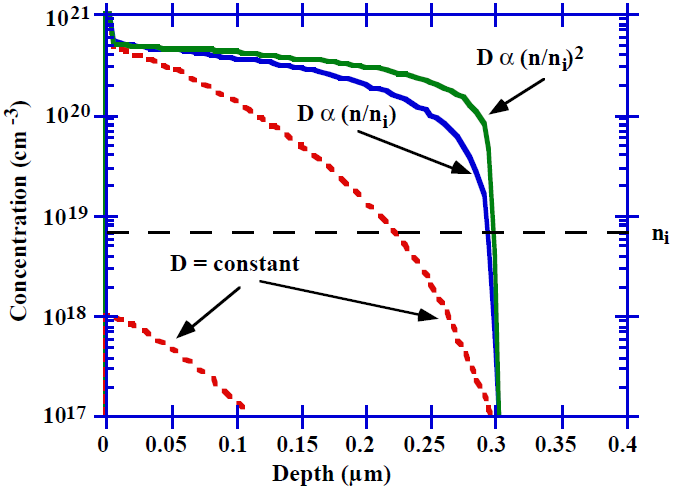 10²¹
D α (n/nᵢ)²
10²⁰
D α (n/nᵢ)
Concentration (cm ⁻³)
10¹⁹
nᵢ
D = constant
10¹⁸
10¹⁷
0 0.05 0.1 0.15 0.2 0.25 0.3 0.35 0.4
Depth (µm)